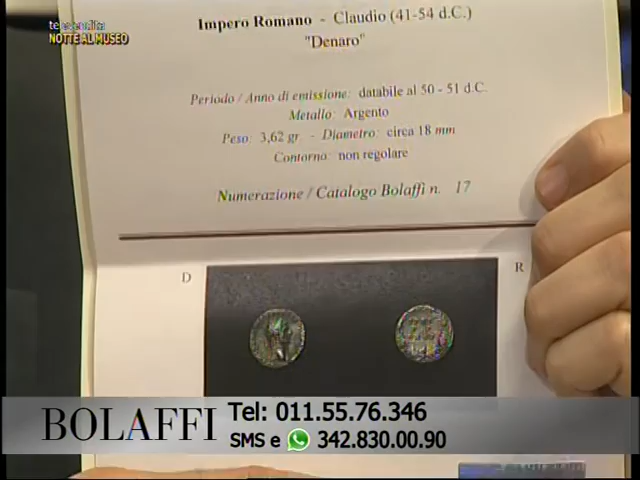 televendita
NOTTE AL MUSEO
Impero Romano - Claudio (41-54 d.C.)
"Denaro"
Periodo / Anno di emissione: databile al 50 - 51 d.C.
Metallo: Argento
Peso: 3,62 gr. - Diametro: circa 18 mm
Contorno: non regolare
Numerazione / Catalogo Bolaffi n. 17
D
R
BOLAFFI
Tel: 011.55.76.346
SMS e 342.830.00.90